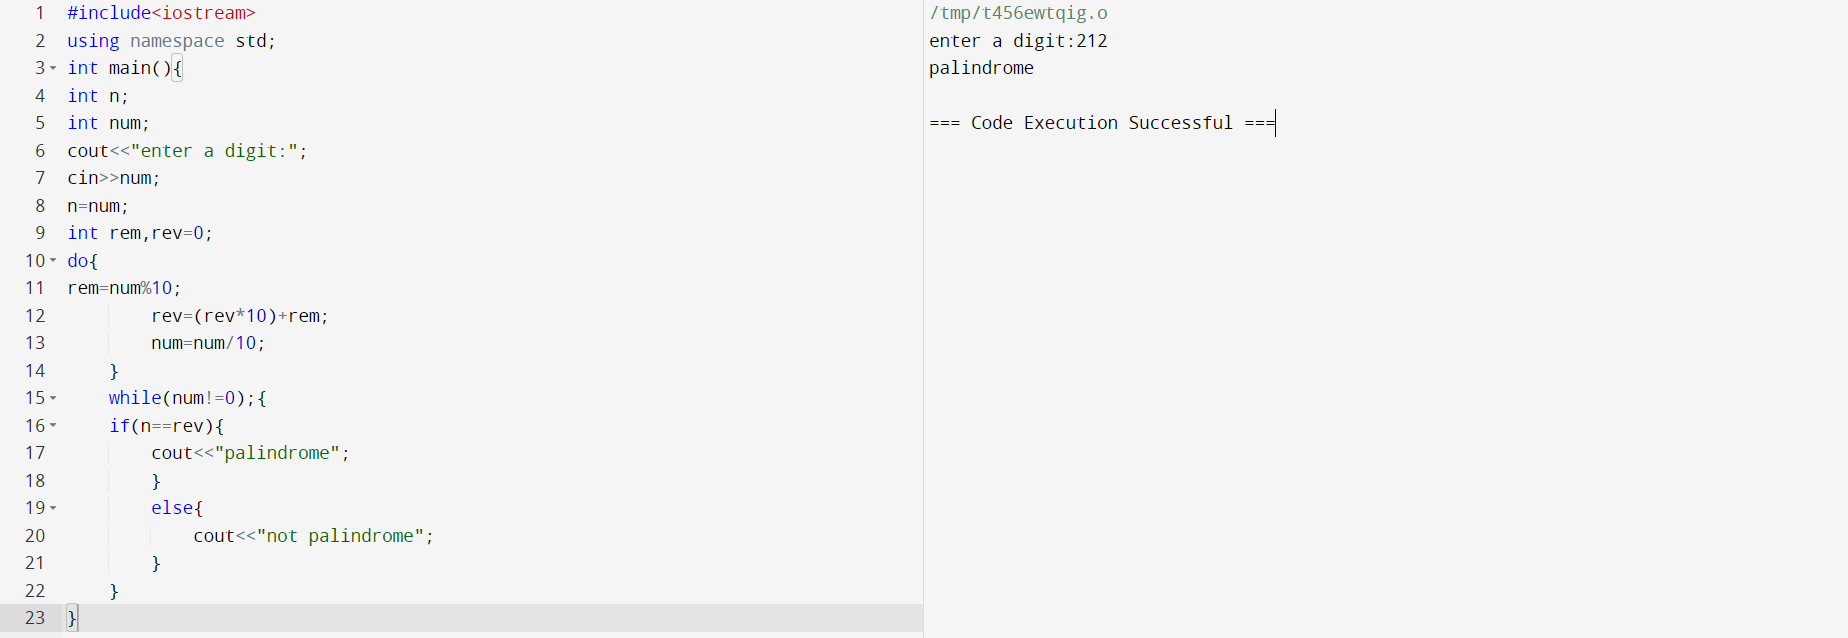 1 #include<iostream>
2 using namespace std;
3 int main(){
4 int n;
5 int num;
6 cout<<"enter a digit:";
7 cin>>num;
8 n=num;
9 int rem,rev=0;
10 do{
11 rem=num%10;
12 rev=(rev*10)+rem;
13 num=num/10;
14 }
15 while(num!=0);{
16 if(n==rev){
17 cout<<"palindrome";
18 }
19 else{
20 cout<<"not palindrome";
21 }
22 }
23 }
/tmp/t456ewtqig.o
enter a digit:212
palindrome
=== Code Execution Successful ===